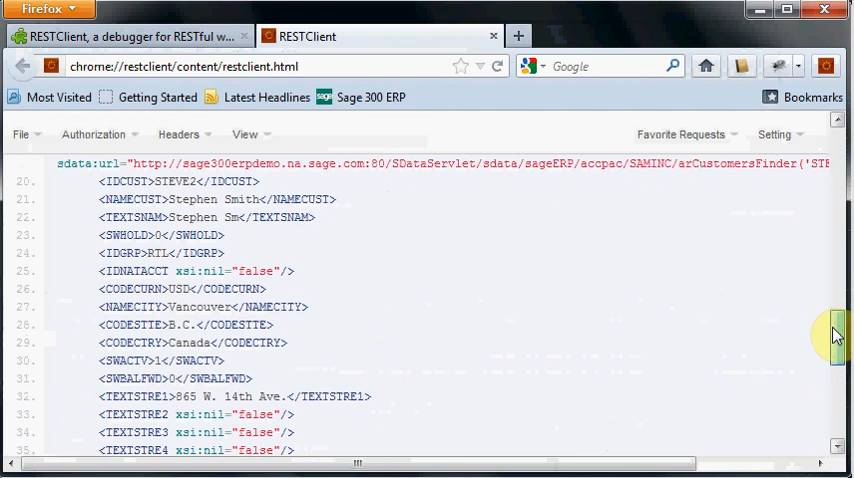 Firefox
RESTClient, a debugger for RESTful w...
RESTClient
chrome://restclient/content/restclient.html
Google
Most Visited Getting Started Latest Headlines sage Sage 300 ERP Bookmarks
File Authorization Headers View Favorite Requests Setting
sdata:url="http://sage300erpdemo.na.sage.com:80/SDataServlet/sdata/sageERP/accpac/SAMINC/arCustomersFinder('STE
20. <IDCUST>STEVE2</IDCUST>
21. <NAMECUST>Stephen Smith</NAMECUST>
22. <TEXTSNAM>Stephen Sm</TEXTSNAM>
23. <SWHOLD>0</SWHOLD>
24. <IDGRP>RTL</IDGRP>
25. <IDNATACCT xsi:nil="false"/>
26. <CODECURN>USD</CODECURN>
27. <NAMECITY>Vancouver</NAMECITY>
28. <CODESTTE>B.C.</CODESTTE>
29. <CODECTRY>Canada</CODECTRY>
30. <SWACTV>1</SWACTV>
31. <SWBALFWD>0</SWBALFWD>
32. <TEXTSTRE1>865 W. 14th Ave.</TEXTSTRE1>
33. <TEXTSTRE2 xsi:nil="false"/>
34. <TEXTSTRE3 xsi:nil="false"/>
35. <TEXTSTRE4 xsi:nil="false"/>